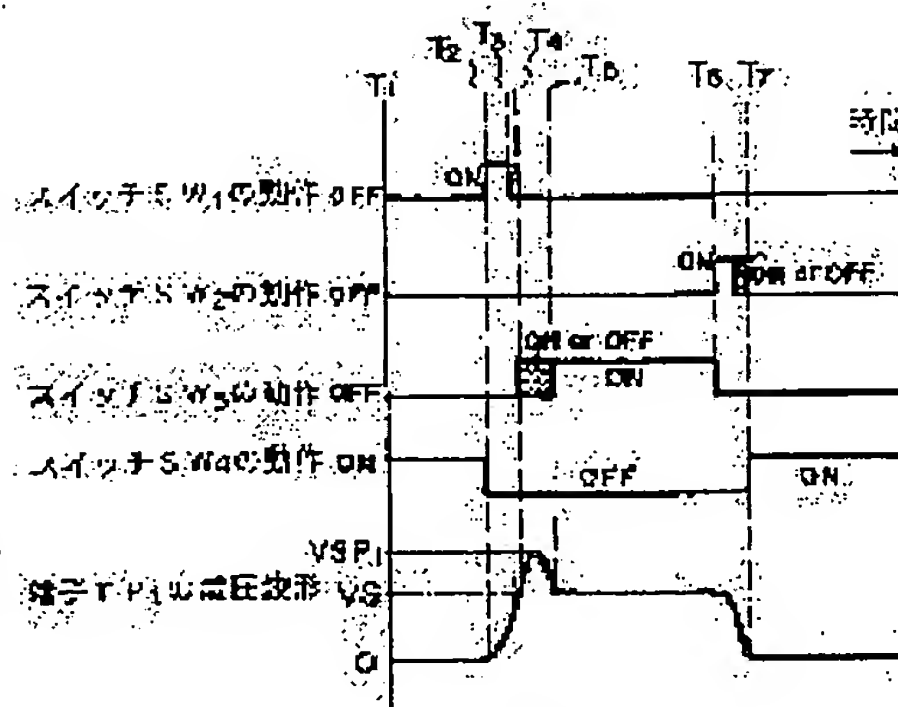 T₃ T₄
T₂ T₅
T₁ T₆ T₇
時
ON
スイッチSW₁の動作 OFF
ON
ON or OFF
スイッチSW₂の動作 OFF
ON or OFF
ON
スイッチSW₃の動作 OFF
スイッチSW₄の動作 ON
OFF
ON
VSP₁
端子TP₁の電圧波形 VS
0